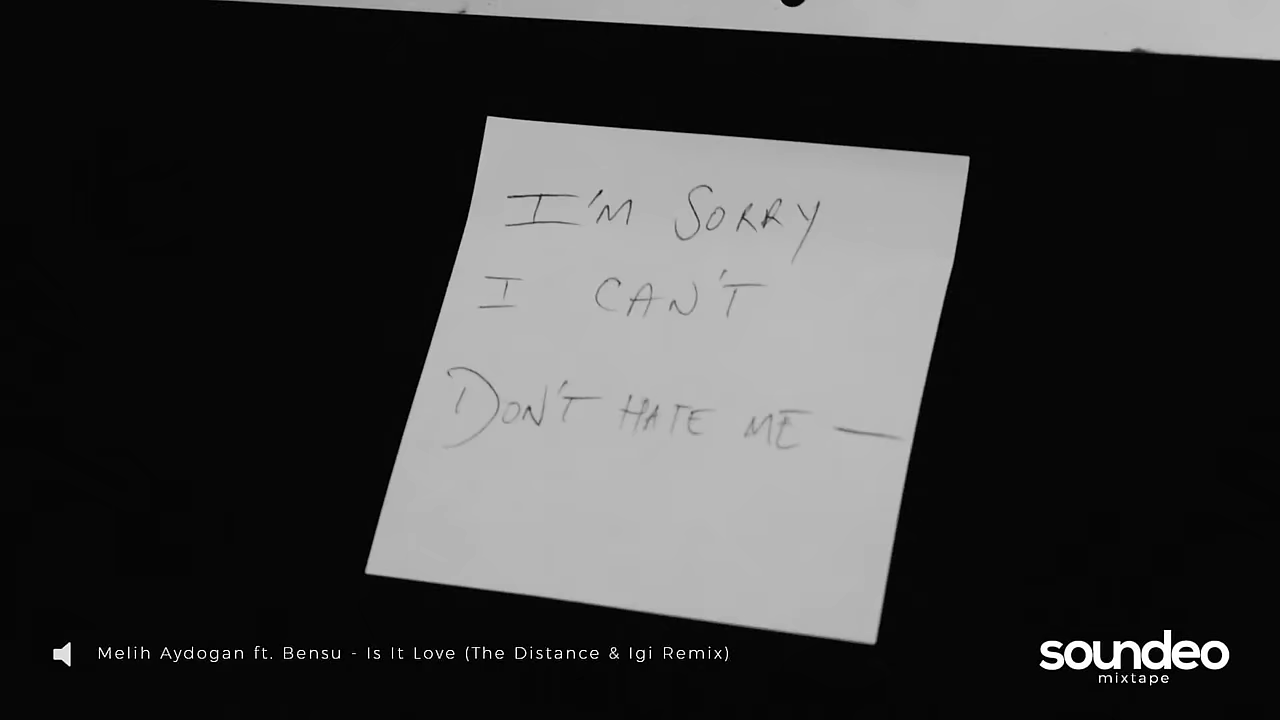 I'M SORRY
I CAN'T
DON'T HATE ME —
Melih Aydogan ft. Bensu - Is It Love (The Distance & Igi Remix)
soundeo
mixtape